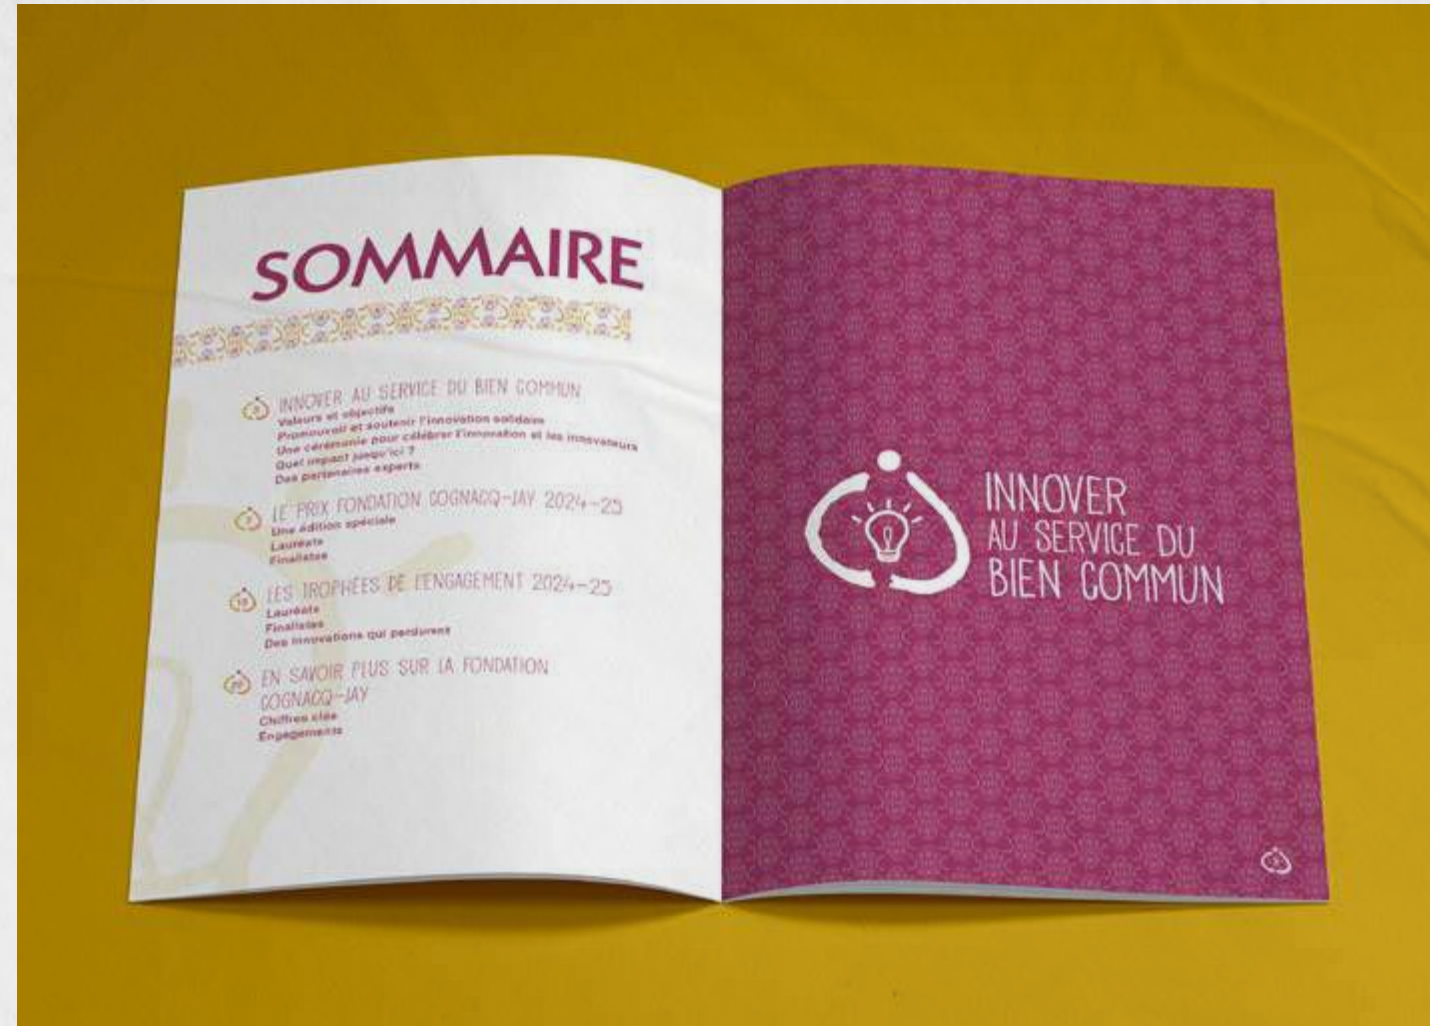 SOMMAIRE
INNOVER AU SERVICE DU BIEN COMMUN
Valeurs et objectifs
Promouvoir et soutenir l'innovation solidaire
Une cérémonie pour célébrer l'innovation et les innovateurs
Quel impact jusqu'ici ?
Des partenaires experts
LE PRIX FONDATION COGNACQ-JAY 2024-25
Une édition spéciale
Lauréats
Finalistes
LES TROPHÉES DE L'ENGAGEMENT 2024-25
Lauréats
Finalistes
Des innovations qui perdurent
EN SAVOIR PLUS SUR LA FONDATION
COGNACQ-JAY
Chiffres clés
Engagements
INNOVER
AU SERVICE DU
BIEN COMMUN